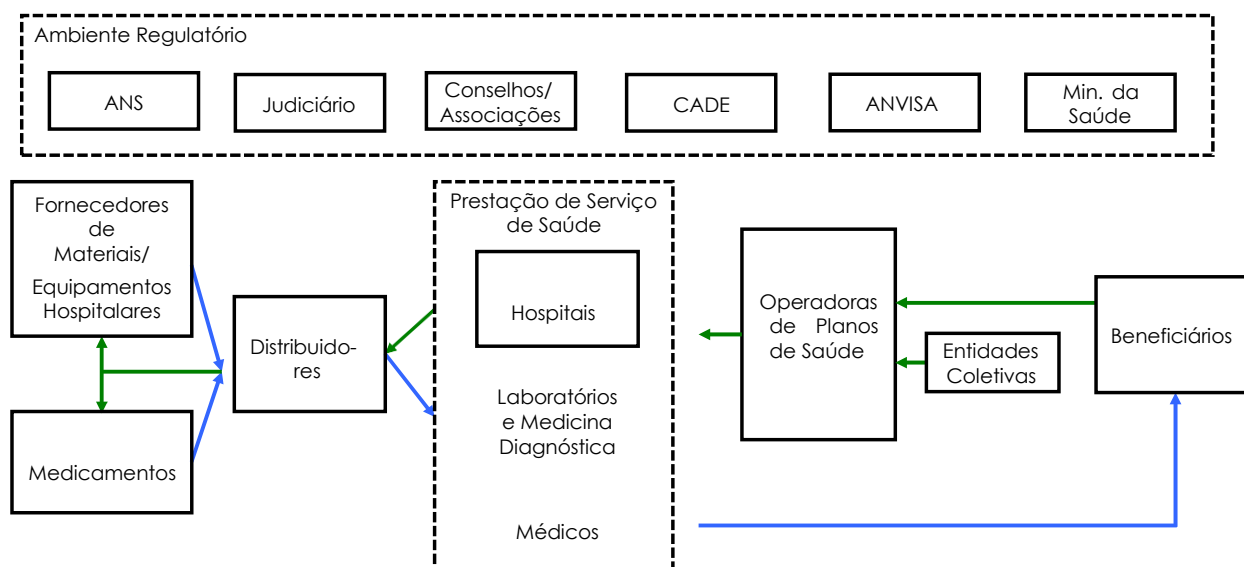 Ambiente Regulatório
ANS
Judiciário
Conselhos/
Associações
CADE
ANVISA
Min. da
Saúde
Fornecedores
de
Materiais/
Equipamentos
Hospitalares
Medicamentos
Distribuido-
res
Prestação de Serviço
de Saúde
Hospitais
Laboratórios
e Medicina
Diagnóstica
Médicos
Operadoras
de Planos
de Saúde
Entidades
Coletivas
Beneficiários